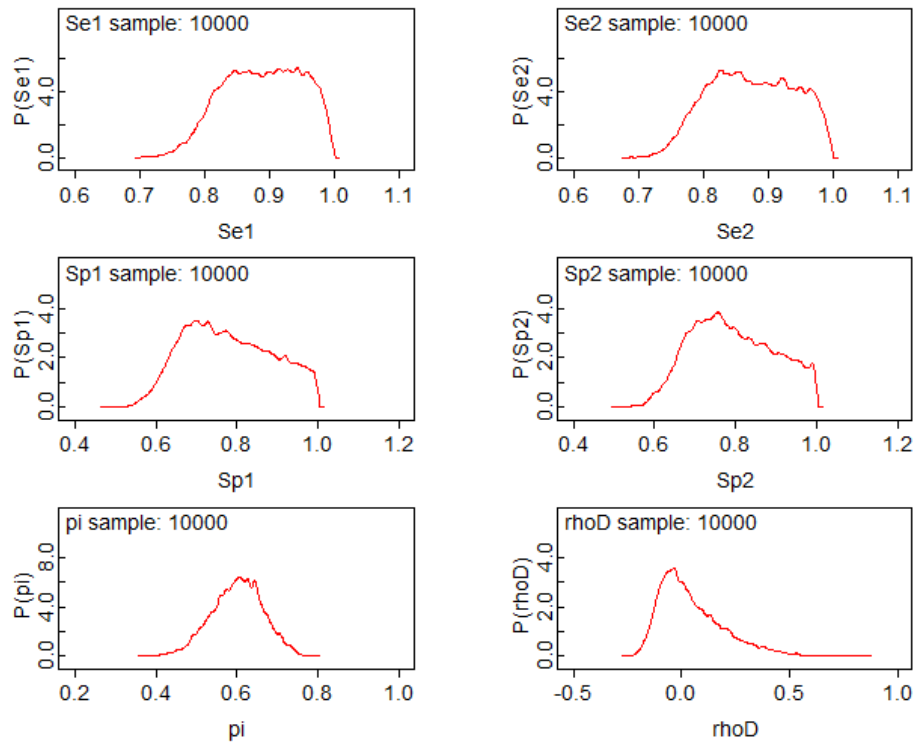 Se1 sample: 10000
P(Se1)
0.0 4.0
0.6 0.7 0.8 0.9 1.0 1.1
Se1
Se2 sample: 10000
P(Se2)
0.0 4.0
0.6 0.7 0.8 0.9 1.0 1.1
Se2
Sp1 sample: 10000
P(Sp1)
0.0 2.0 4.0
0.4 0.6 0.8 1.0 1.2
Sp1
Sp2 sample: 10000
P(Sp2)
0.0 2.0 4.0
0.4 0.6 0.8 1.0 1.2
Sp2
pi sample: 10000
P(pi)
0.0 4.0 8.0
0.2 0.4 0.6 0.8 1.0
pi
rhoD sample: 10000
P(rhoD)
0.0 2.0 4.0
-0.5 0.0 0.5 1.0
rhoD